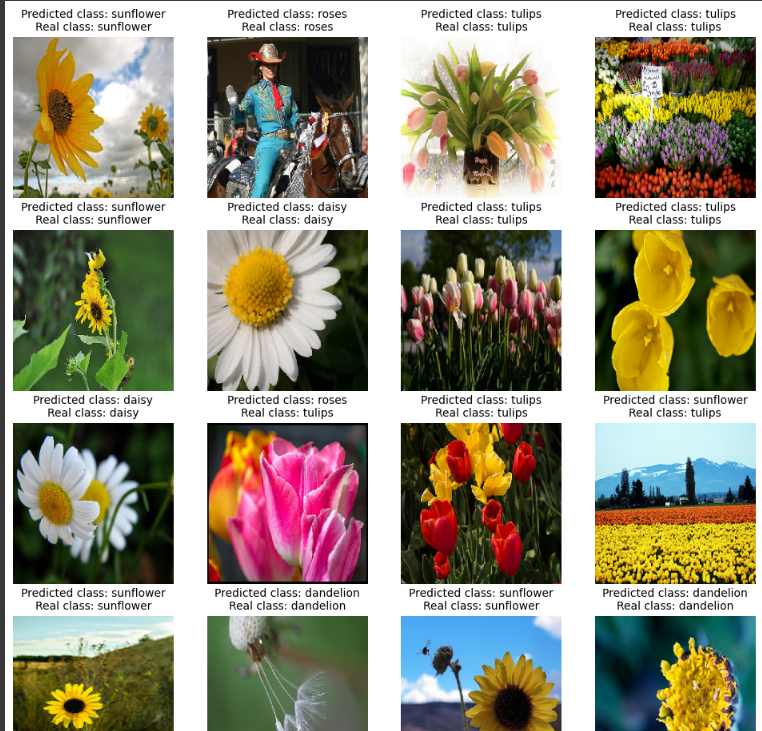 Predicted class: sunflower
Real class: sunflower
Predicted class: roses
Real class: roses
Predicted class: tulips
Real class: tulips
Predicted class: tulips
Real class: tulips
2012
Predicted class: sunflower
Real class: sunflower
Predicted class: daisy
Real class: daisy
Predicted class: tulips
Real class: tulips
Predicted class: tulips
Real class: tulips
Predicted class: daisy
Real class: daisy
Predicted class: roses
Real class: tulips
Predicted class: tulips
Real class: tulips
Predicted class: sunflower
Real class: tulips
Predicted class: sunflower
Real class: sunflower
Predicted class: dandelion
Real class: dandelion
Predicted class: sunflower
Real class: sunflower
Predicted class: dandelion
Real class: dandelion